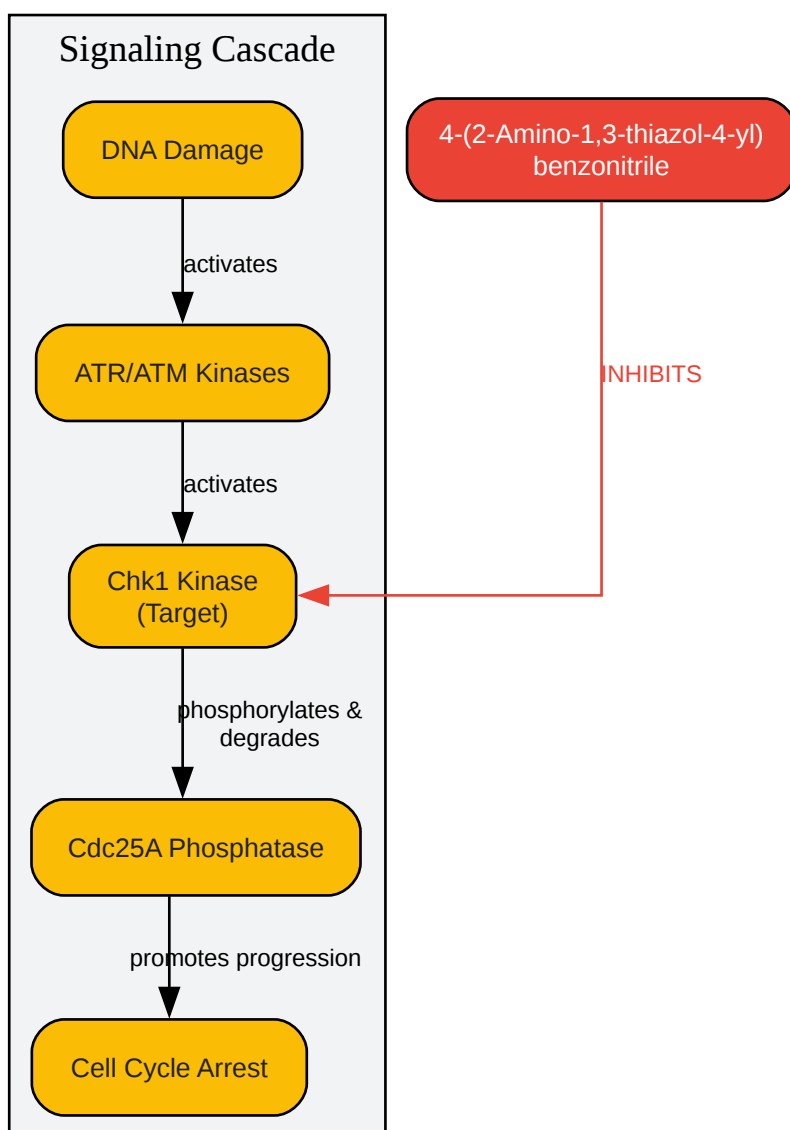 Signaling Cascade
DNA Damage
4-(2-Amino-1,3-thiazol-4-yl)
benzonitrile
activates
ATR/ATM Kinases
INHIBITS
activates
Chk1 Kinase
(Target)
phosphorylates &
degrades
Cdc25A Phosphatase
promotes progression
Cell Cycle Arrest